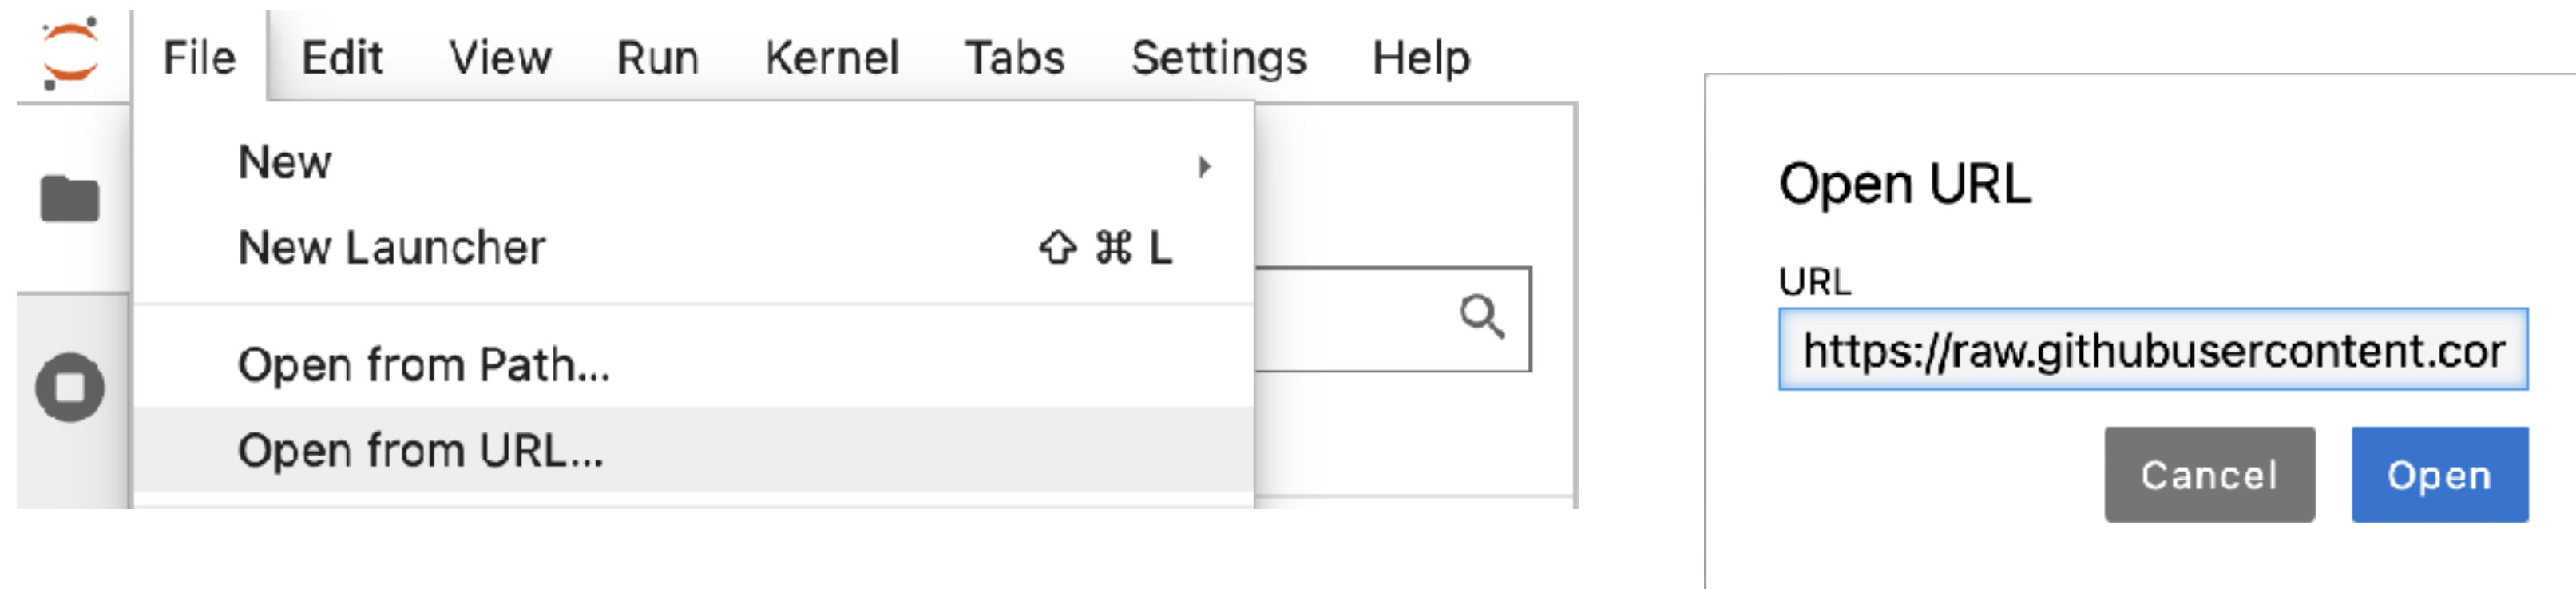 File Edit View Run Kernel Tabs Settings Help
New
New Launcher ⇧ ⌘ L
Open from Path...
Open from URL...
Open URL
URL
https://raw.githubusercontent.cor
Cancel Open